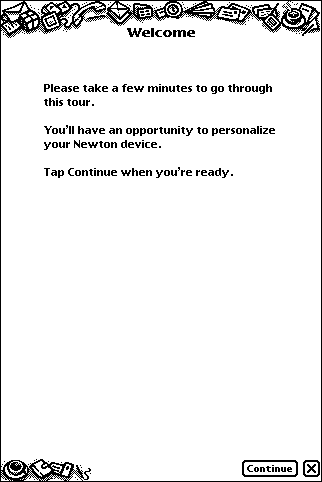 Welcome
Please take a few minutes to go through
this tour.
You'll have an opportunity to personalize
your Newton device.
Tap Continue when you're ready.
Continue